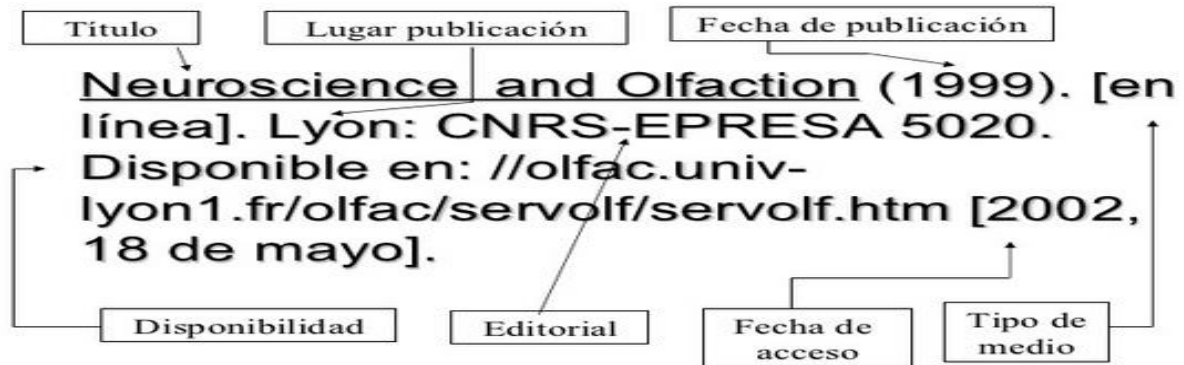 Título
Lugar publicación
Fecha de publicación
Neuroscience and Olfaction (1999). [en
línea]. Lyon: CNRS-EPRESA 5020.
Disponible en: //olfac.univ-
lyon1.fr/olfac/servolf/servolf.htm [2002,
18 de mayo].
Disponibilidad
Editorial
Fecha de
acceso
Tipo de
medio